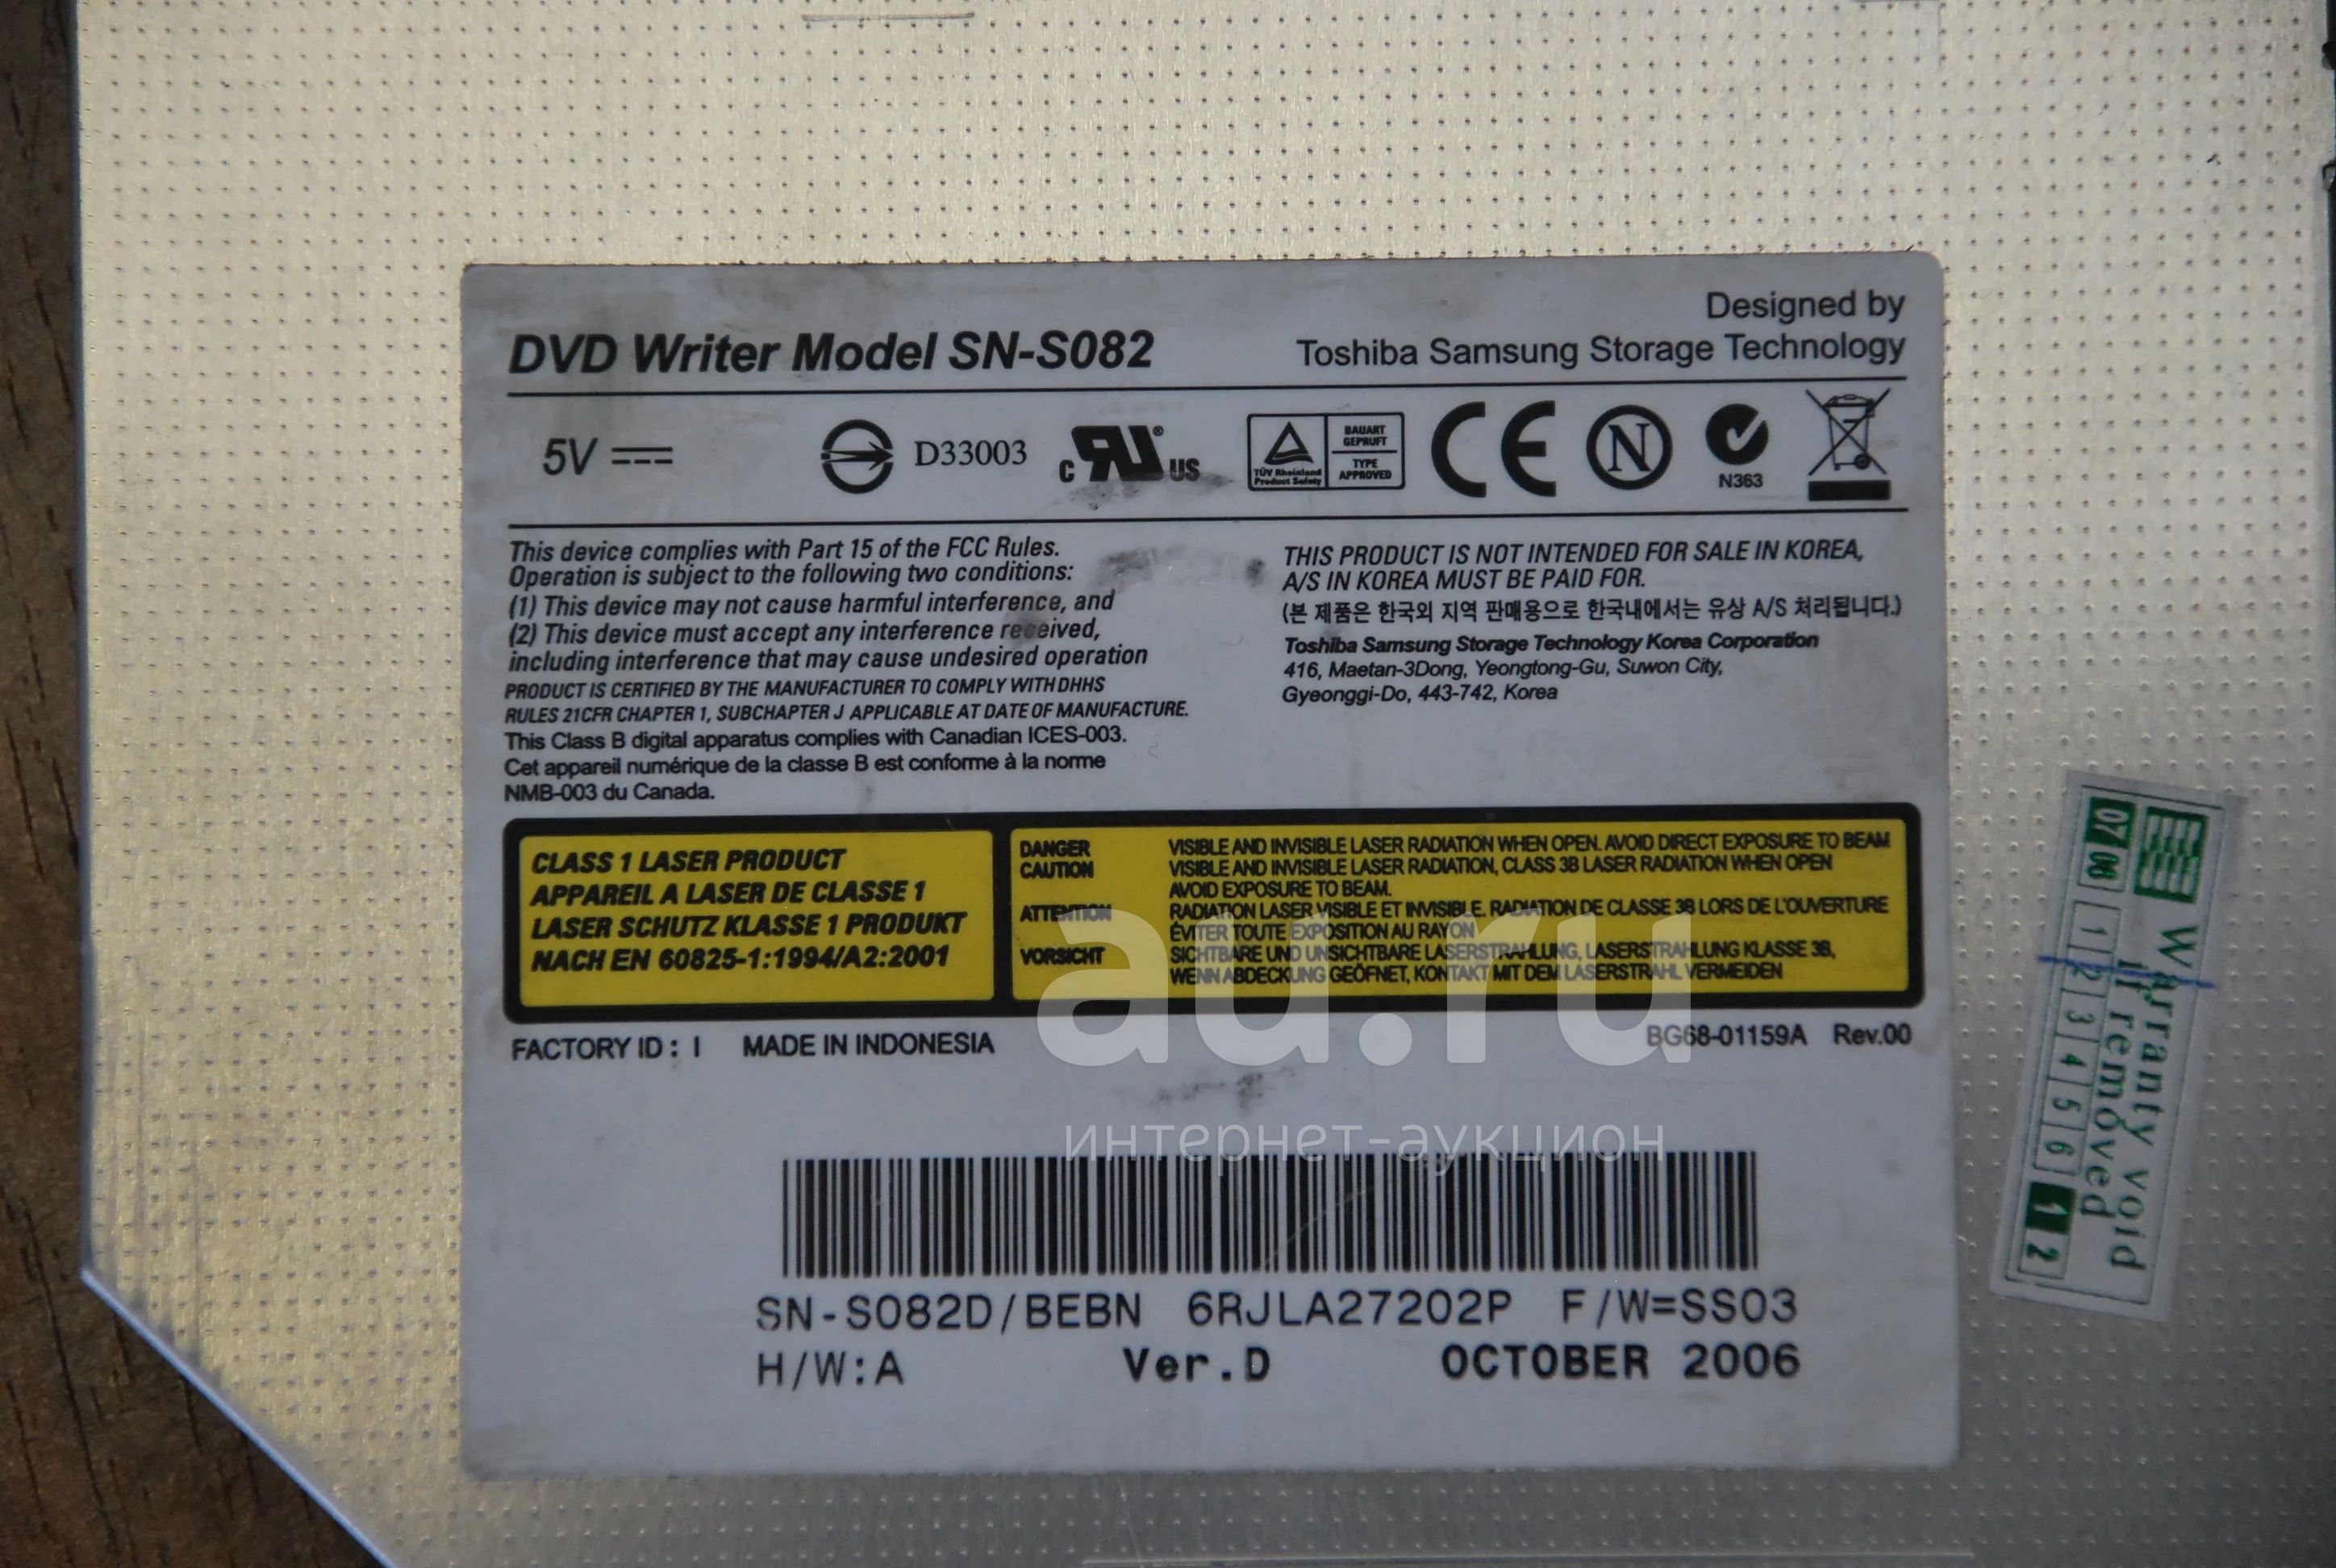 Designed by
DVD Writer Model SN-S082
Toshiba Samsung Storage Technology
5V
D33003
c RU® US
TÜV Rheinland
Product Safety
BAUART
GEPRUFT
TYPE
APPROVED
CE
N
N363
This device complies with Part 15 of the FCC Rules.
Operation is subject to the following two conditions:
(1) This device may not cause harmful interference, and
(2) This device must accept any interference received,
including interference that may cause undesired operation
PRODUCT IS CERTIFIED BY THE MANUFACTURER TO COMPLY WITH DHHS
RULES 21CFR CHAPTER 1, SUBCHAPTER J APPLICABLE AT DATE OF MANUFACTURE.
This Class B digital apparatus complies with Canadian ICES-003.
Cet appareil numérique de la classe B est conforme à la norme
NMB-003 du Canada.
THIS PRODUCT IS NOT INTENDED FOR SALE IN KOREA,
A/S IN KOREA MUST BE PAID FOR.
(본 제품은 한국외 지역 판매용으로 한국내에서는 유상 A/S 처리됩니다.)
Toshiba Samsung Storage Technology Korea Corporation
416, Maetan-3Dong, Yeongtong-Gu, Suwon City,
Gyeonggi-Do, 443-742, Korea
CLASS 1 LASER PRODUCT
APPAREIL A LASER DE CLASSE 1
LASER SCHUTZ KLASSE 1 PRODUKT
NACH EN 60825-1:1994/A2:2001
DANGER VISIBLE AND INVISIBLE LASER RADIATION WHEN OPEN. AVOID DIRECT EXPOSURE TO BEAM
CAUTION VISIBLE AND INVISIBLE LASER RADIATION, CLASS 3B LASER RADIATION WHEN OPEN
AVOID EXPOSURE TO BEAM.
ATTENTION RADIATION LASER VISIBLE ET INVISIBLE. RADIATION DE CLASSE 3B LORS DE L'OUVERTURE
ÉVITER TOUTE EXPOSITION AU RAYON
VORSICHT SICHTBARE UND UNSICHTBARE LASERSTRAHLUNG, LASERSTRAHLUNG KLASSE 3B,
WENN ABDECKUNG GEÖFNET, KONTAKT MIT DEM LASERSTRAHL VERMEIDEN
FACTORY ID : I MADE IN INDONESIA
BG68-01159A Rev.00
au.ru
интернет-аукцион
SN-S082D/BEBN 6RJLA27202P F/W=SS03
H/W:A Ver.D OCTOBER 2006
Warranty void
if removed
07 06 1 2 3 4 5 6 1 2